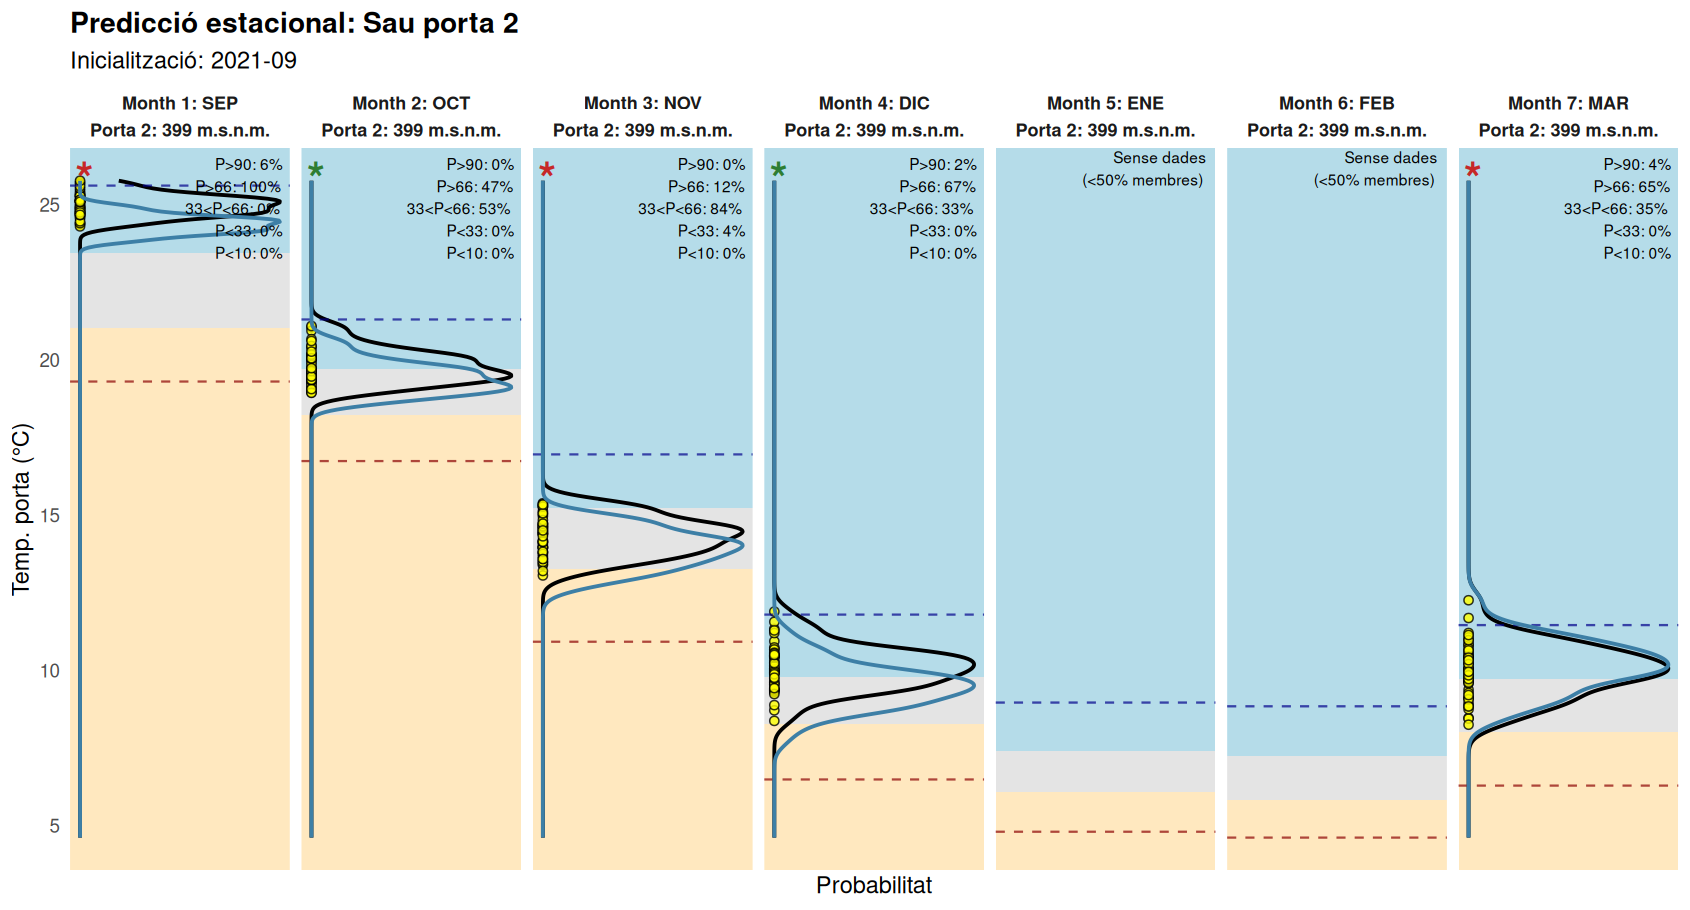 Predicció estacional: Sau porta 2
Inicialització: 2021-09
Month 1: SEP
Porta 2: 399 m.s.n.m.
Month 2: OCT
Porta 2: 399 m.s.n.m.
Month 3: NOV
Porta 2: 399 m.s.n.m.
Month 4: DIC
Porta 2: 399 m.s.n.m.
Month 5: ENE
Porta 2: 399 m.s.n.m.
Month 6: FEB
Porta 2: 399 m.s.n.m.
Month 7: MAR
Porta 2: 399 m.s.n.m.
*
P>90: 6%
P>66: 100%
33<P<66: 0%
P<33: 0%
P<10: 0%
*
P>90: 0%
P>66: 47%
33<P<66: 53%
P<33: 0%
P<10: 0%
*
P>90: 0%
P>66: 12%
33<P<66: 84%
P<33: 4%
P<10: 0%
*
P>90: 2%
P>66: 67%
33<P<66: 33%
P<33: 0%
P<10: 0%
Sense dades
(<50% membres)
Sense dades
(<50% membres)
*
P>90: 4%
P>66: 65%
33<P<66: 35%
P<33: 0%
P<10: 0%
25
20
15
10
5
Temp. porta (°C)
Probabilitat